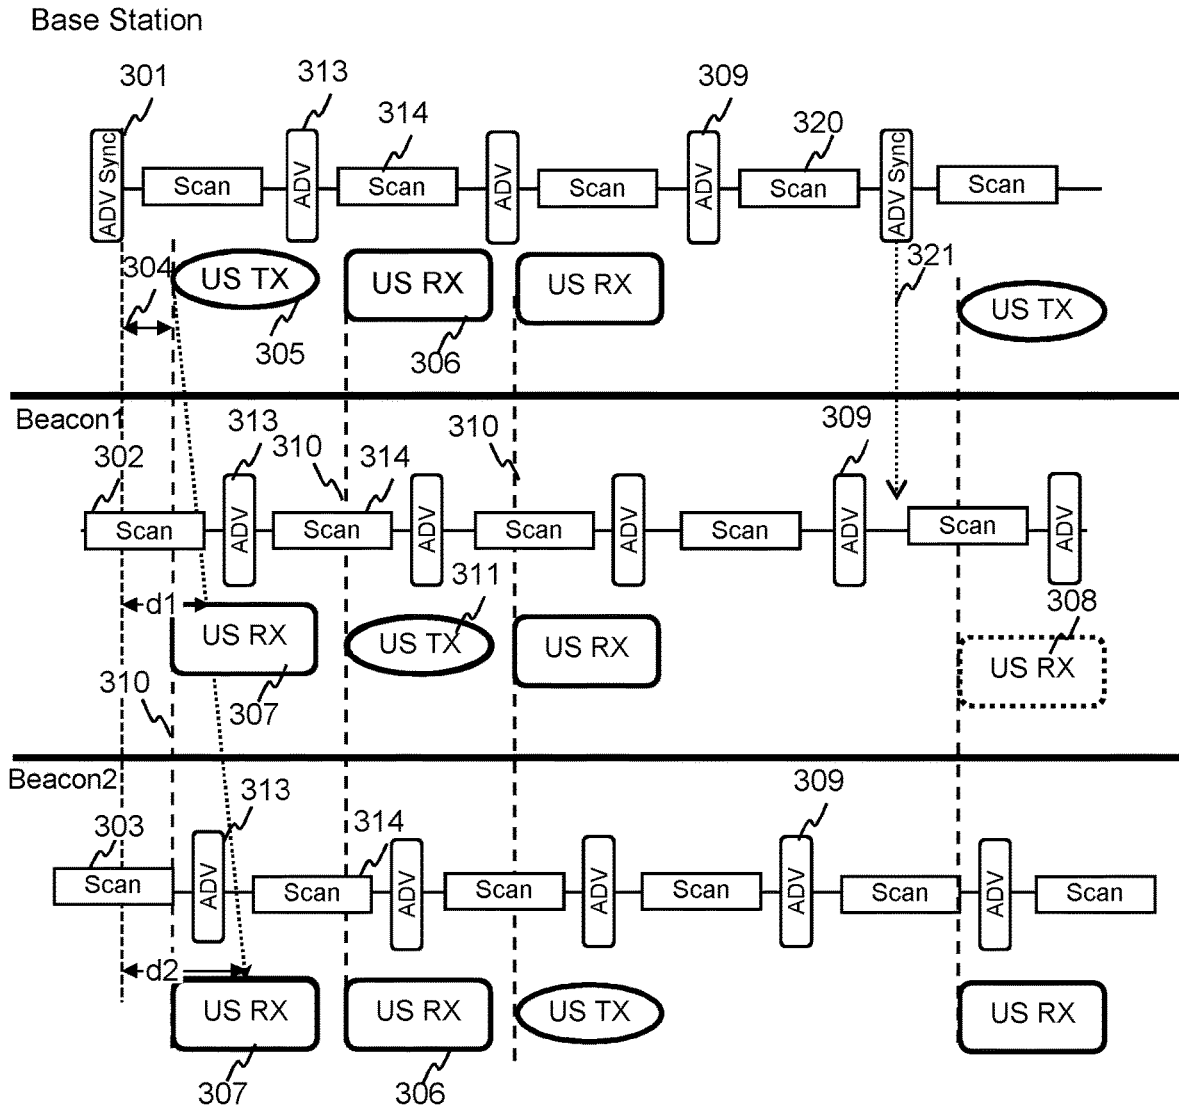 Base Station
301
313
314
309
320
ADV Sync
Scan
ADV
Scan
ADV
Scan
ADV
Scan
ADV Sync
Scan
304
US TX
305
US RX
306
US RX
321
US TX
Beacon1
302
313
310
314
310
309
Scan
ADV
Scan
ADV
Scan
ADV
Scan
ADV
Scan
ADV
d1
US RX
307
US TX
311
US RX
308
US RX
310
Beacon2
303
313
314
309
Scan
ADV
Scan
ADV
Scan
ADV
Scan
ADV
Scan
ADV
Scan
d2
US RX
307
US RX
306
US TX
US RX